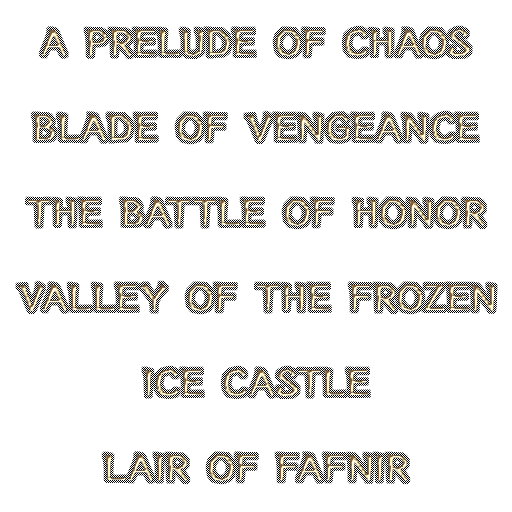 A PRELUDE OF CHAOS
BLADE OF VENGEANCE
THE BATTLE OF HONOR
VALLEY OF THE FROZEN
ICE CASTLE
LAIR OF FAFNIR